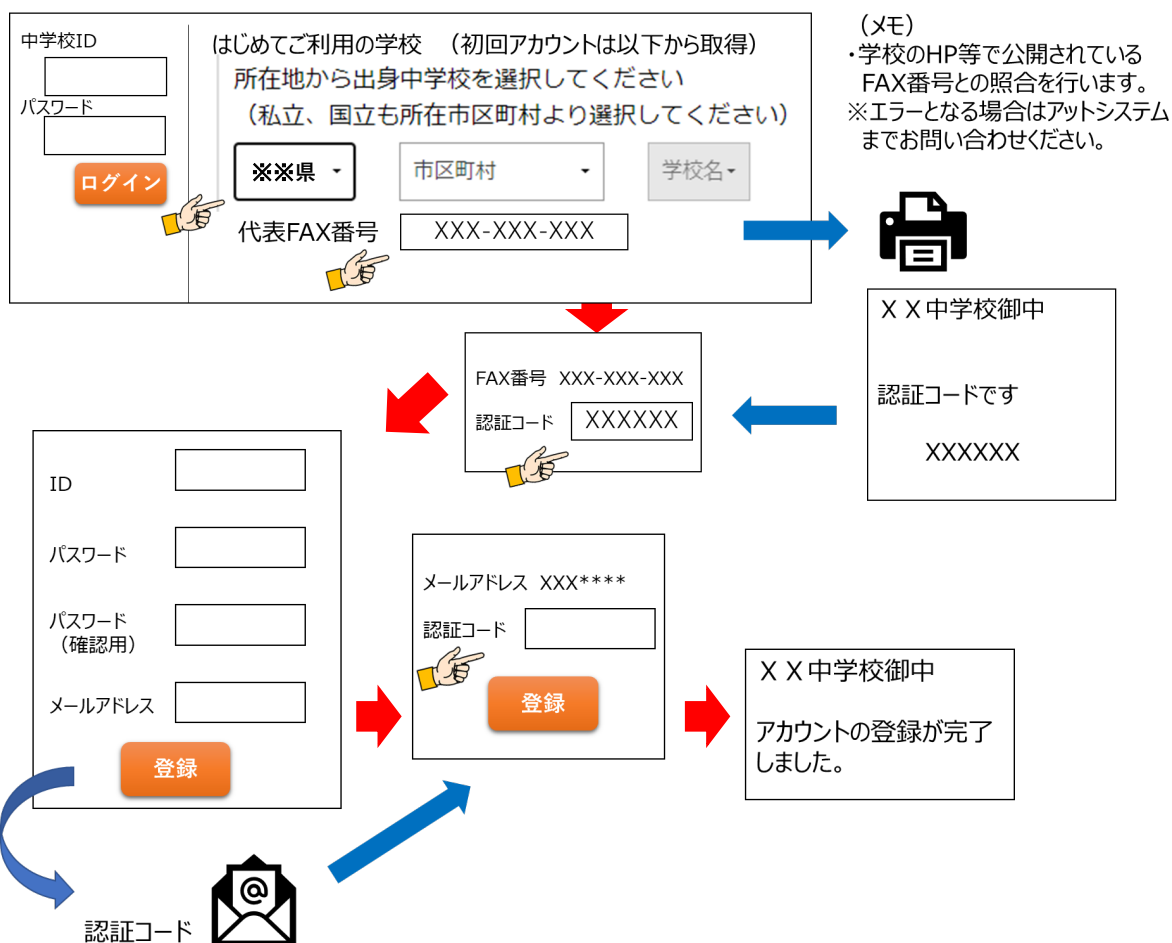 中学校ID
パスワード
ログイン
はじめてご利用の学校　（初回アカウントは以下から取得）
所在地から出身中学校を選択してください
（私立、国立も所在市区町村より選択してください）
※※県
市区町村
学校名
代表FAX番号
XXX-XXX-XXX
（メモ）
・学校のHP等で公開されている
FAX番号との照合を行います。
※エラーとなる場合はアットシステム
までお問い合わせください。
ＸＸ中学校御中
認証コードです
XXXXXX
FAX番号 XXX-XXX-XXX
認証コード XXXXXX
ID
パスワード
パスワード
（確認用）
メールアドレス
登録
認証コード
@
メールアドレス XXX****
認証コード
登録
ＸＸ中学校御中
アカウントの登録が完了
しました。